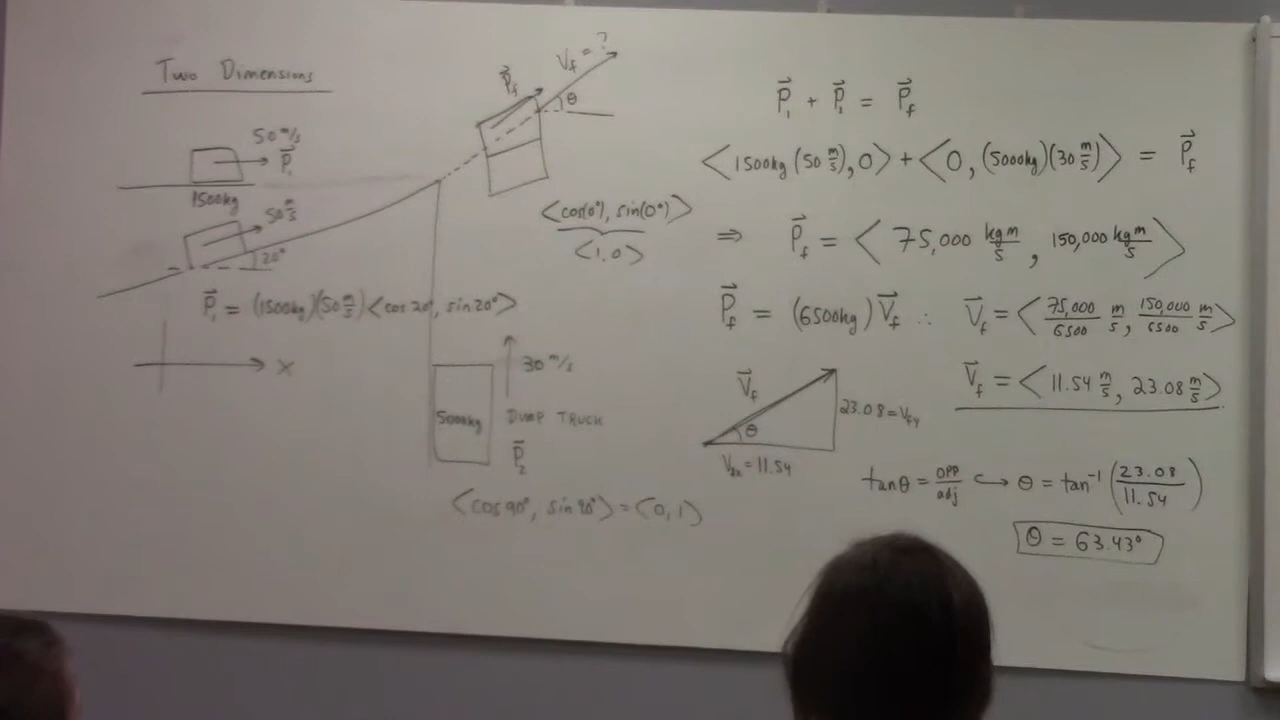 Two Dimensions
50 m/s
P⃗₁
1500kg
50 m/s
20°
P⃗₁ = (1500kg)(50 m/s)<cos 20°, sin 20°>
X
P⃗f
Vf = ?
θ
<cos(0°), sin(0°)>
<1,0>
30 m/s
5000kg
DUMP TRUCK
P⃗₂
<cos 90°, sin 90°> = <0,1>
P⃗₁ + P⃗₂ = P⃗f
<1500kg (50 m/s), 0> + <0, (5000kg)(30 m/s)> = P⃗f
⇒ P⃗f = <75,000 kg m/s, 150,000 kg m/s>
P⃗f = (6500kg) V⃗f ∴ V⃗f = <75,000/6500 m/s, 150,000/6500 m/s>
V⃗f = <11.54 m/s, 23.08 m/s>
V⃗f
θ
23.08 = Vfy
Vfx = 11.54
tanθ = opp/adj ↪ θ = tan⁻¹(23.08/11.54)
θ = 63.43°